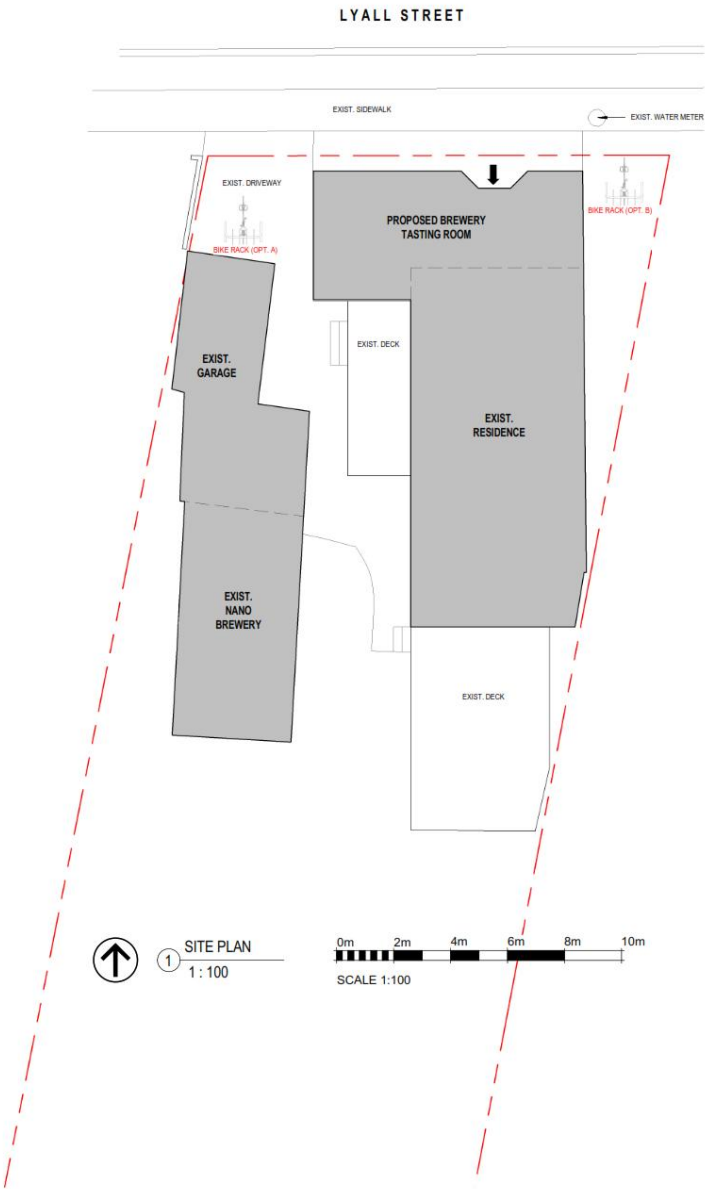 LYALL STREET
EXIST. SIDEWALK
EXIST. WATER METER
EXIST. DRIVEWAY
BIKE RACK (OPT. A)
BIKE RACK (OPT. B)
PROPOSED BREWERY
TASTING ROOM
EXIST. DECK
EXIST.
GARAGE
EXIST.
RESIDENCE
EXIST.
NANO
BREWERY
EXIST. DECK
1
SITE PLAN
1 : 100
0m 2m 4m 6m 8m 10m
SCALE 1:100